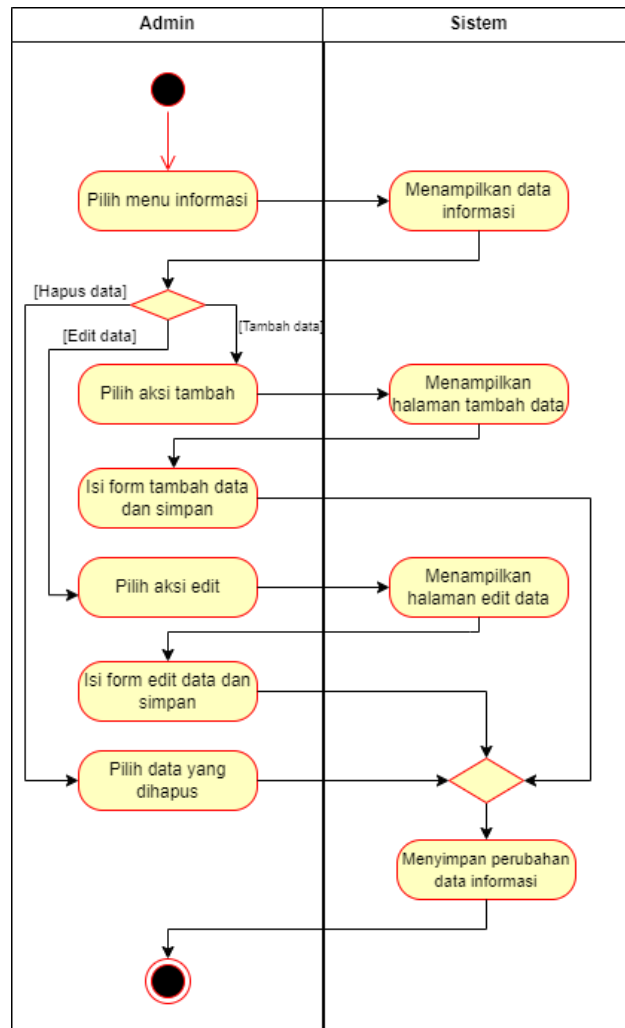 Admin
Sistem
Pilih menu informasi
Menampilkan data
informasi
[Hapus data]
[Edit data]
[Tambah data]
Pilih aksi tambah
Menampilkan
halaman tambah data
Isi form tambah data
dan simpan
Pilih aksi edit
Menampilkan
halaman edit data
Isi form edit data dan
simpan
Pilih data yang
dihapus
Menyimpan perubahan
data informasi